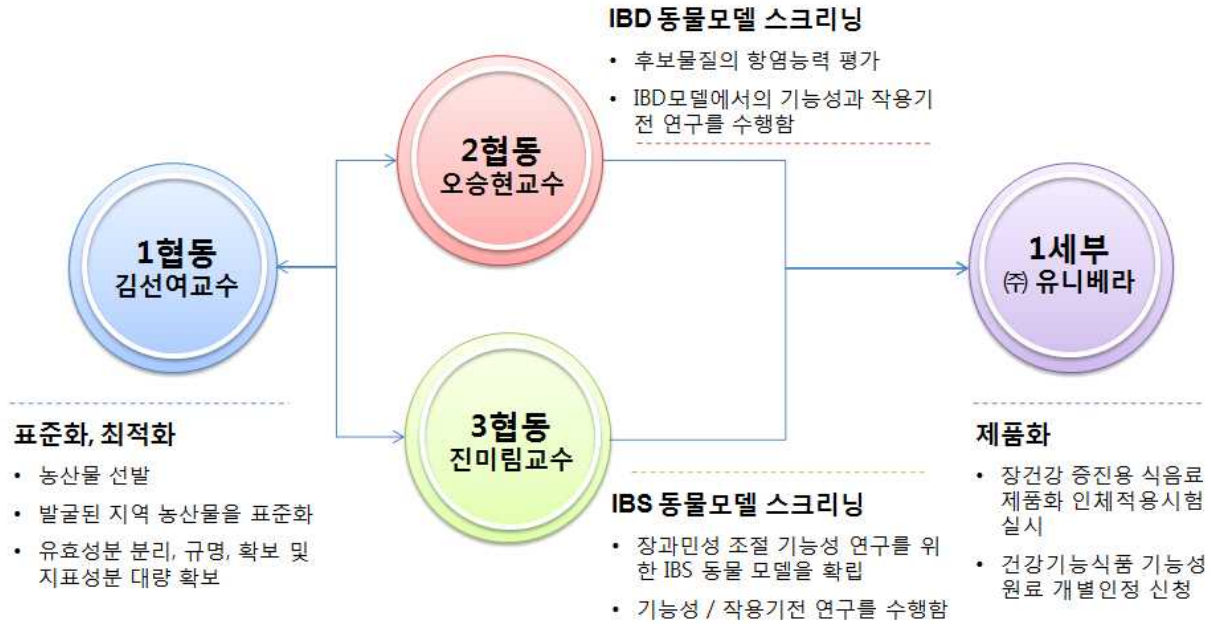 IBD 동물모델 스크리닝
• 후보물질의 항염능력 평가
• IBD모델에서의 기능성과 작용기
전 연구를 수행함
2협동
오승현교수
1협동
김선여교수
1세부
㈜ 유니베라
3협동
진미림교수
표준화, 최적화
• 농산물 선발
• 발굴된 지역 농산물을 표준화
• 유효성분 분리, 규명, 확보 및
지표성분 대량 확보
IBS 동물모델 스크리닝
• 장과민성 조절 기능성 연구를 위
한 IBS 동물 모델을 확립
• 기능성 / 작용기전 연구를 수행함
제품화
• 장건강 증진용 식음료
제품화 인체적용시험
실시
• 건강기능식품 기능성
원료 개별인정 신청